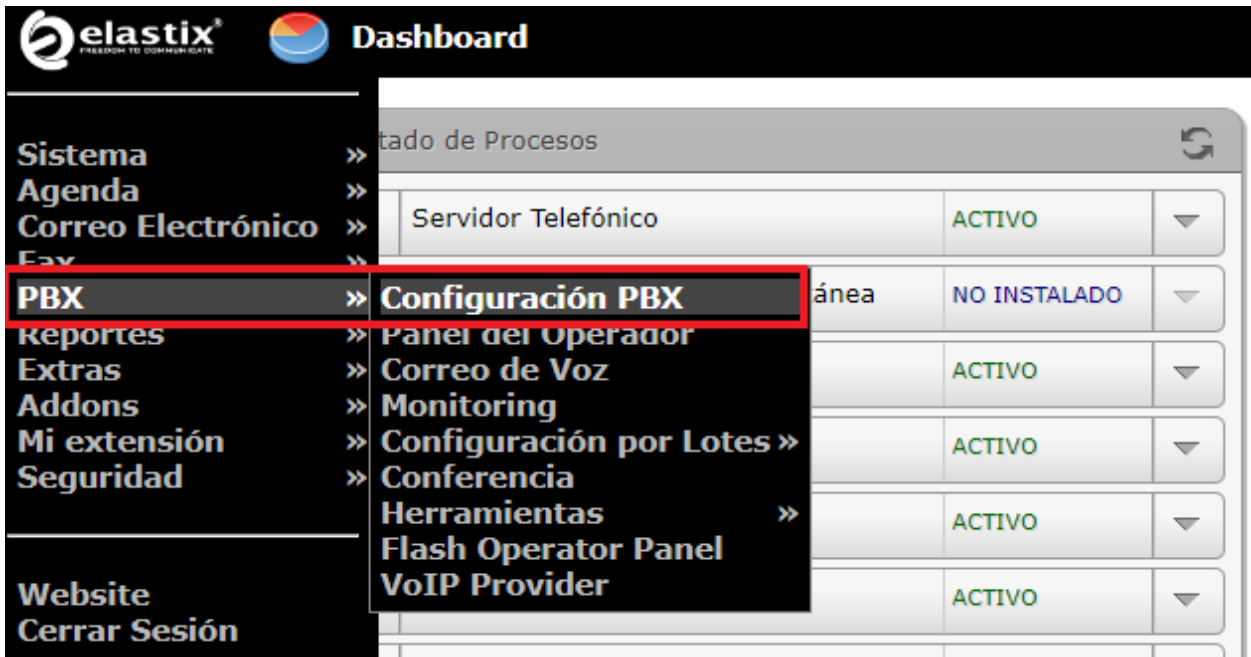 elastix®
FREEDOM TO COMMUNICATE
Dashboard
tado de Procesos
Sistema »
Agenda »
Correo Electrónico »
Fax »
PBX »
Reportes »
Extras »
Addons »
Mi extensión »
Seguridad »
Website
Cerrar Sesión
Configuración PBX
Panel del Operador
Correo de Voz
Monitoring
Configuración por Lotes »
Conferencia
Herramientas »
Flash Operator Panel
VoIP Provider
Servidor Telefónico ACTIVO
ánea NO INSTALADO
ACTIVO
ACTIVO
ACTIVO
ACTIVO